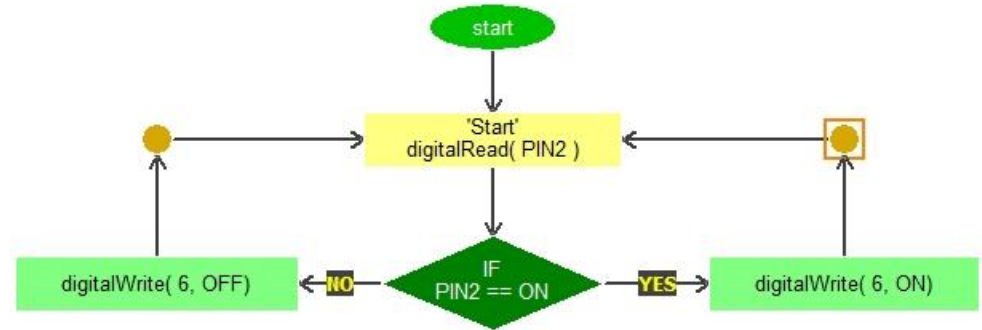 start
'Start'
digitalRead( PIN2 )
IF
PIN2 == ON
NO
YES
digitalWrite( 6, OFF)
digitalWrite( 6, ON)